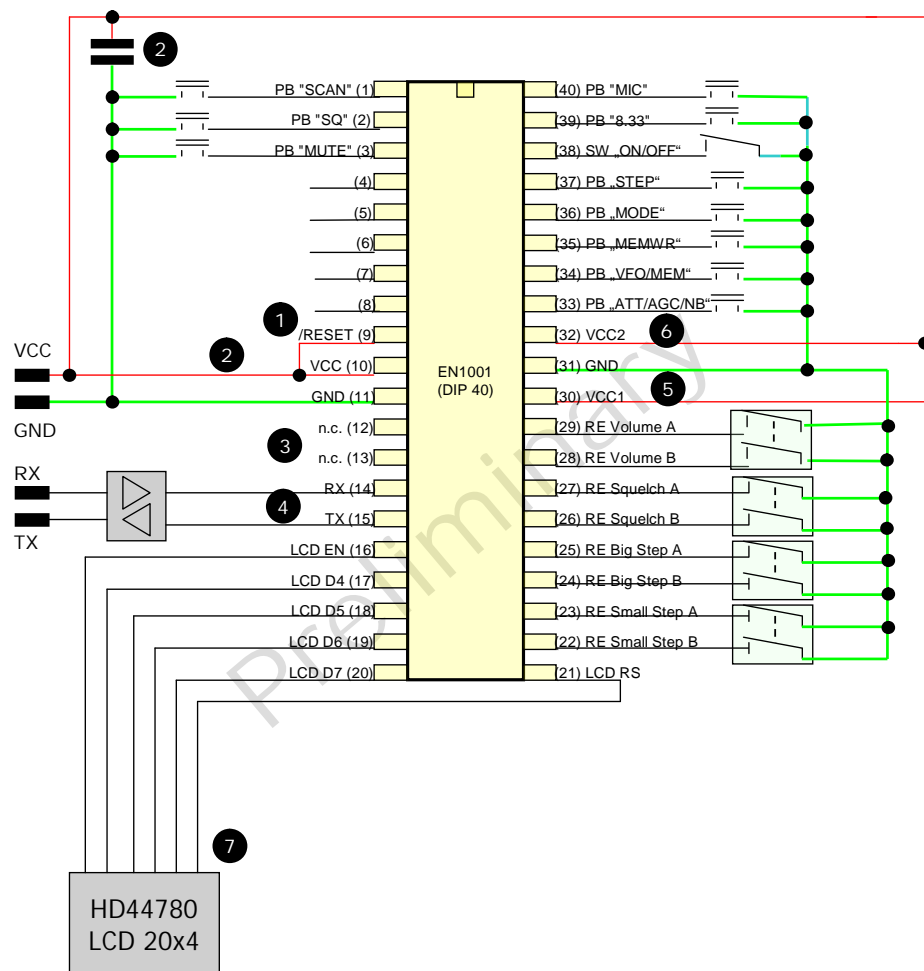 2
PB "SCAN" (1)
PB "SQ" (2)
PB "MUTE" (3)
(4)
(5)
(6)
(7)
(8)
1
/RESET (9)
VCC
2
VCC (10)
GND (11)
GND
n.c. (12)
3
n.c. (13)
RX
RX (14)
4
TX (15)
TX
LCD EN (16)
LCD D4 (17)
LCD D5 (18)
LCD D6 (19)
LCD D7 (20)
EN1001
(DIP 40)
(40) PB "MIC"
(39) PB "8.33"
(38) SW „ON/OFF“
(37) PB „STEP“
(36) PB „MODE“
(35) PB „MEMWR“
(34) PB „VFO/MEM“
(33) PB „ATT/AGC/NB“
(32) VCC2
6
(31) GND
5
(30) VCC1
(29) RE Volume A
(28) RE Volume B
(27) RE Squelch A
(26) RE Squelch B
(25) RE Big Step A
(24) RE Big Step B
(23) RE Small Step A
(22) RE Small Step B
(21) LCD RS
Preliminary
7
HD44780
LCD 20x4